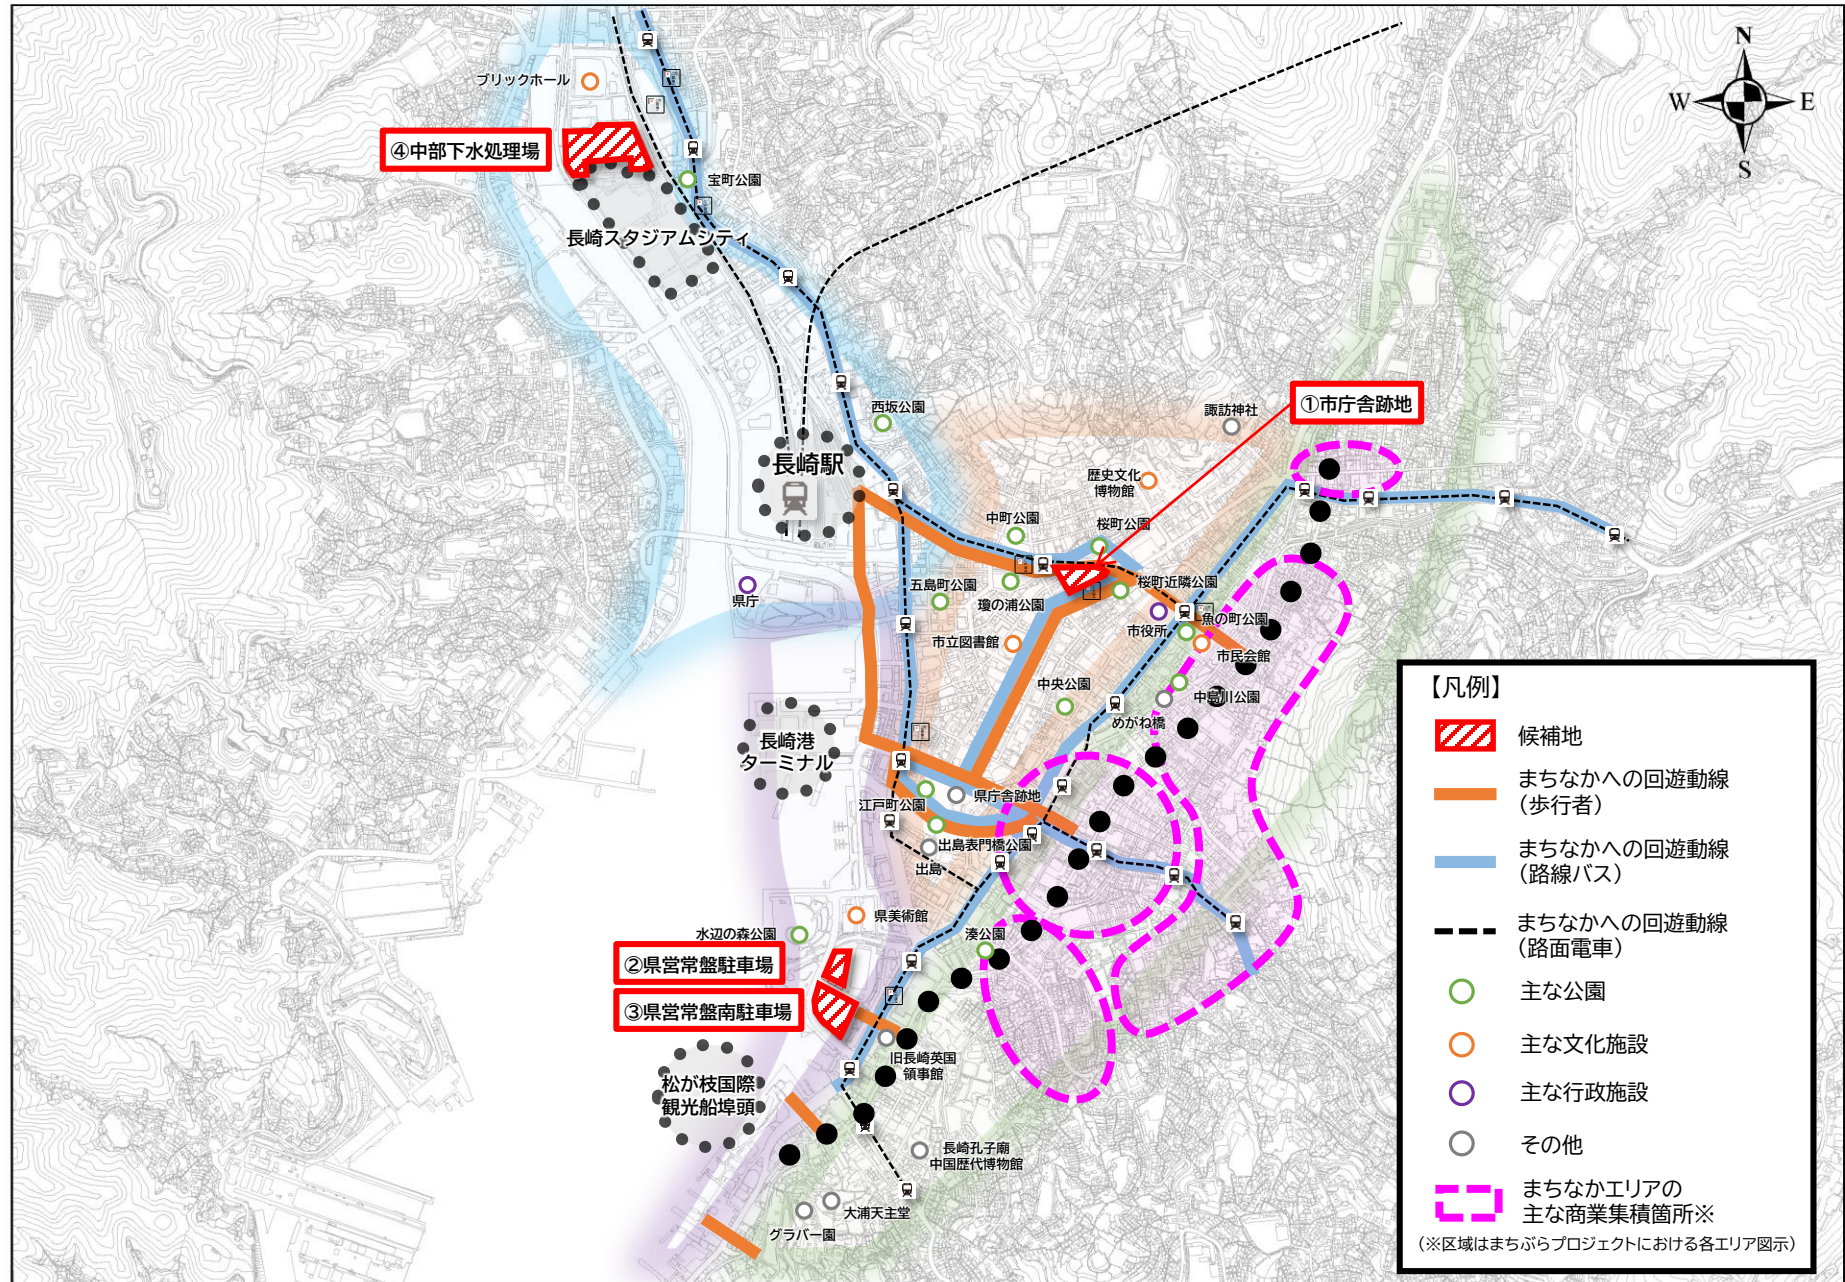 N
W
E
S
ブリックホール
④中部下水処理場
宝町公園
長崎スタジアムシティ
西坂公園
諏訪神社
①市庁舎跡地
長崎駅
歴史文化
博物館
中町公園
桜町公園
県庁
五島町公園
瓊の浦公園
桜町近隣公園
市役所
魚の町公園
市立図書館
市民会館
中央公園
中島川公園
めがね橋
長崎港
ターミナル
江戸町公園
県庁舎跡地
出島表門橋公園
出島
県美術館
水辺の森公園
湊公園
②県営常盤駐車場
③県営常盤南駐車場
旧長崎英国
領事館
松が枝国際
観光船埠頭
長崎孔子廟
中国歴代博物館
大浦天主堂
グラバー園
【凡例】
候補地
まちなかへの回遊動線
（歩行者）
まちなかへの回遊動線
（路線バス）
まちなかへの回遊動線
（路面電車）
主な公園
主な文化施設
主な行政施設
その他
まちなかエリアの
主な商業集積箇所※
（※区域はまちぶらプロジェクトにおける各エリア図示）